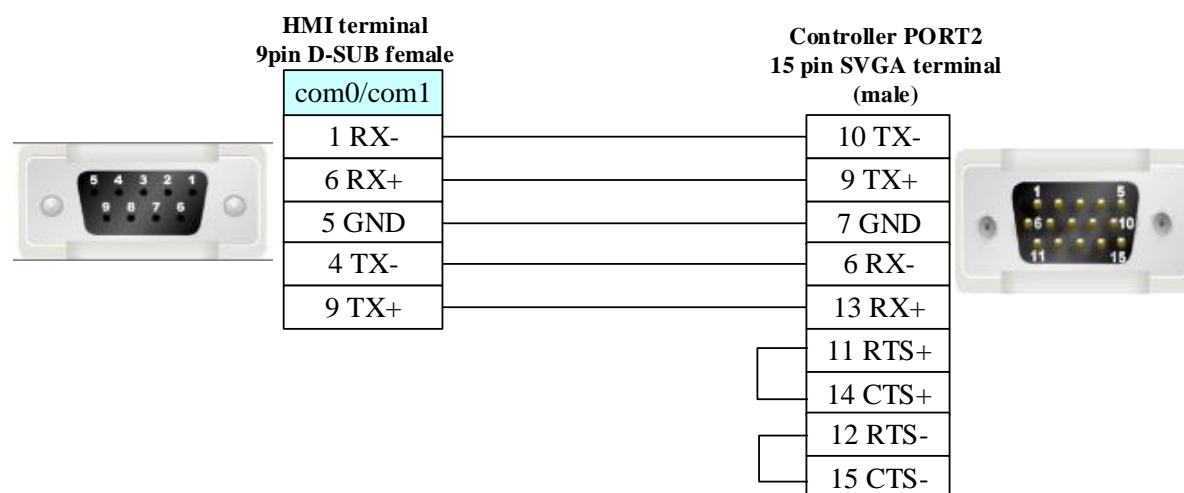 HMI terminal
9pin D-SUB female
com0/com1
1 RX-
6 RX+
5 GND
4 TX-
9 TX+
5 4 3 2 1
9 8 7 6
Controller PORT2
15 pin SVGA terminal
(male)
10 TX-
9 TX+
7 GND
6 RX-
13 RX+
11 RTS+
14 CTS+
12 RTS-
15 CTS-
1 5
6 10
11 15